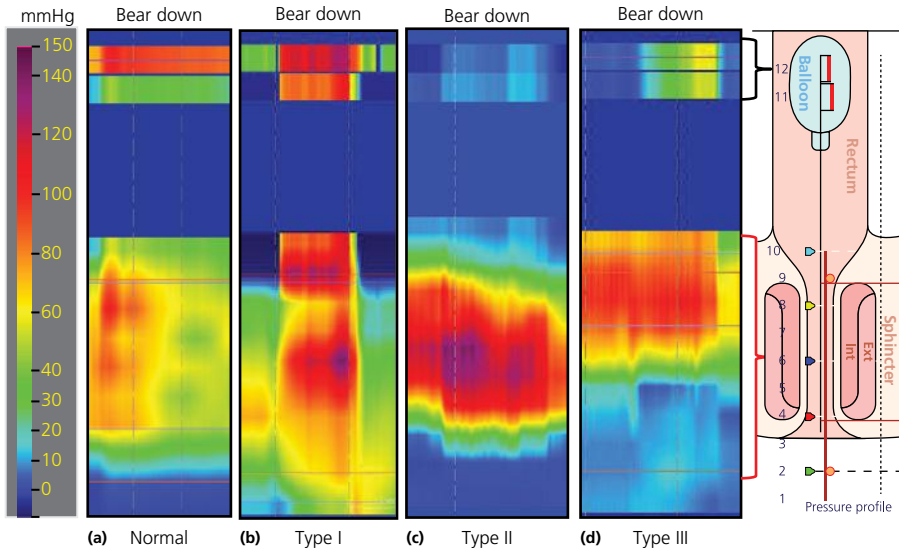 mmHg
150
140
120
100
80
60
40
30
20
10
0
Bear down
(a) Normal
Bear down
(b) Type I
Bear down
(c) Type II
Bear down
(d) Type III
12
11
10
9
8
7
6
5
4
3
2
1
Balloon
Rectum
Int
Ext
Sphincter
Pressure profile